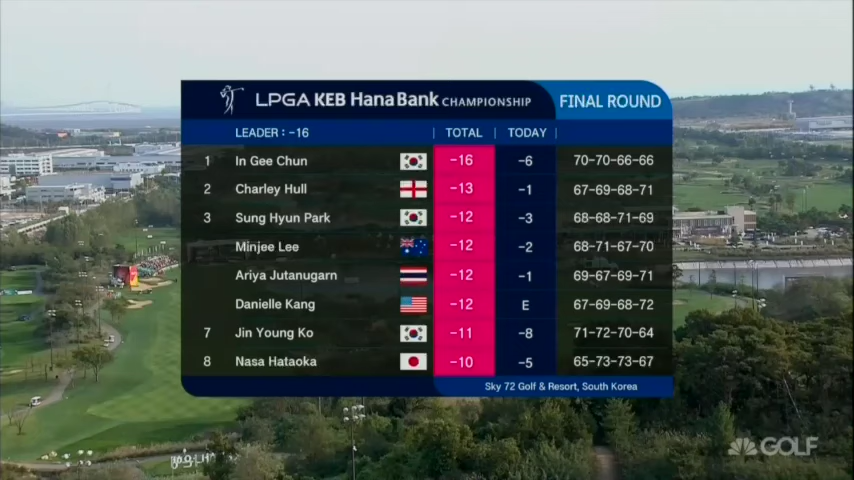 LPGA KEB HanaBank CHAMPIONSHIP FINAL ROUND
LEADER : -16 TOTAL TODAY
1 In Gee Chun -16 -6 70-70-66-66
2 Charley Hull -13 -1 67-69-68-71
3 Sung Hyun Park -12 -3 68-68-71-69
Minjee Lee -12 -2 68-71-67-70
Ariya Jutanugarn -12 -1 69-67-69-71
Danielle Kang -12 E 67-69-68-72
7 Jin Young Ko -11 -8 71-72-70-64
8 Nasa Hataoka -10 -5 65-73-73-67
Sky 72 Golf & Resort, South Korea
GOLF